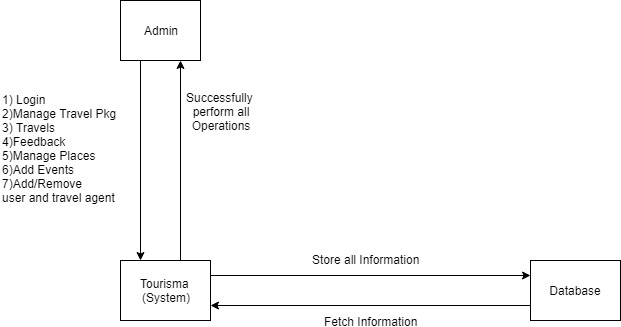 Admin
1) Login
2)Manage Travel Pkg
3) Travels
4)Feedback
5)Manage Places
6)Add Events
7)Add/Remove
user and travel agent
Successfully
perform all
Operations
Tourisma
(System)
Store all Information
Fetch Information
Database